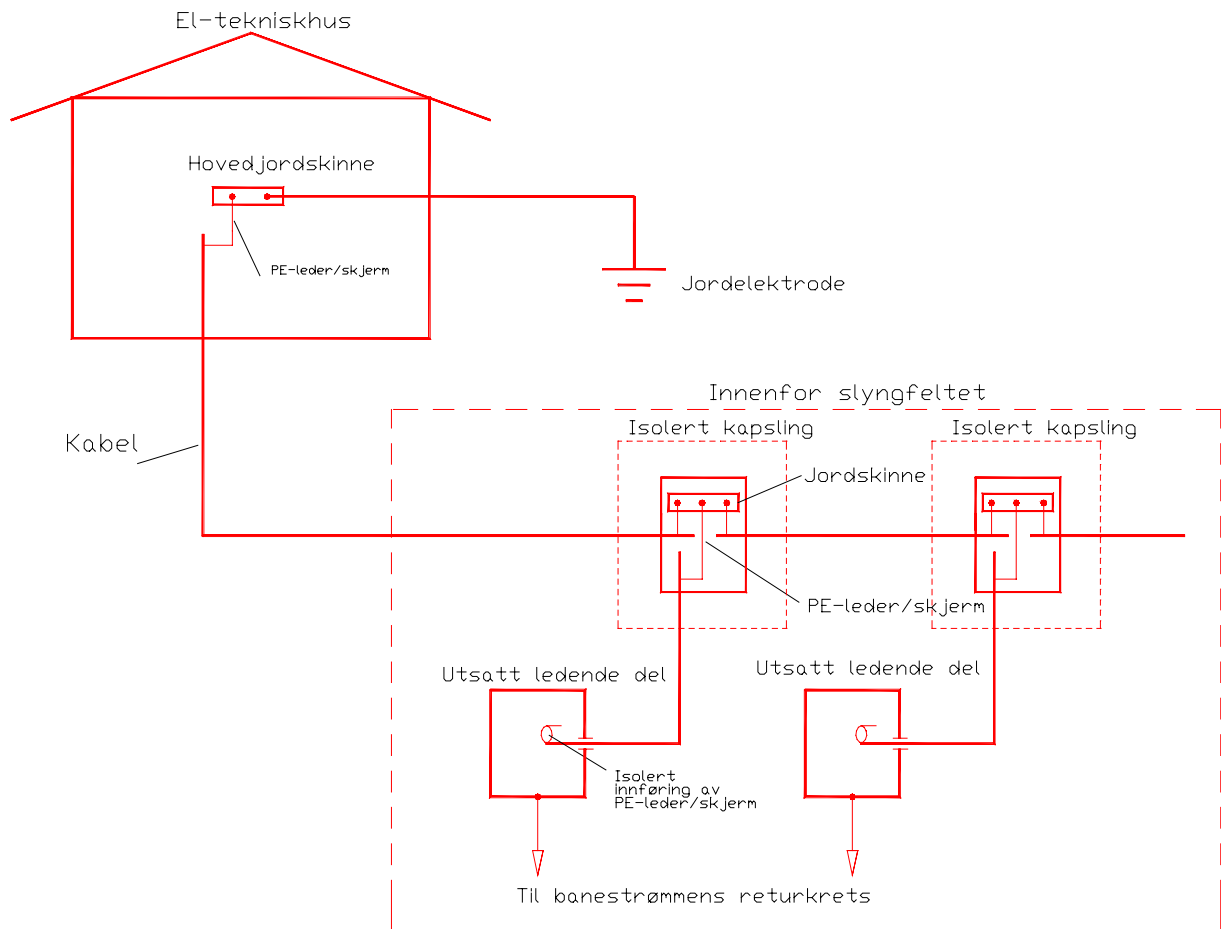 El-tekniskhus
Hovedjordskinne
PE-leder/skjerm
Jordelektrode
Innenfor slyngfeltet
Isolert kapsling
Isolert kapsling
Kabel
Jordskinne
PE-leder/skjerm
Utsatt ledende del
Utsatt ledende del
Isolert
innføring av
PE-leder/skjerm
Til banestrømmens returkrets